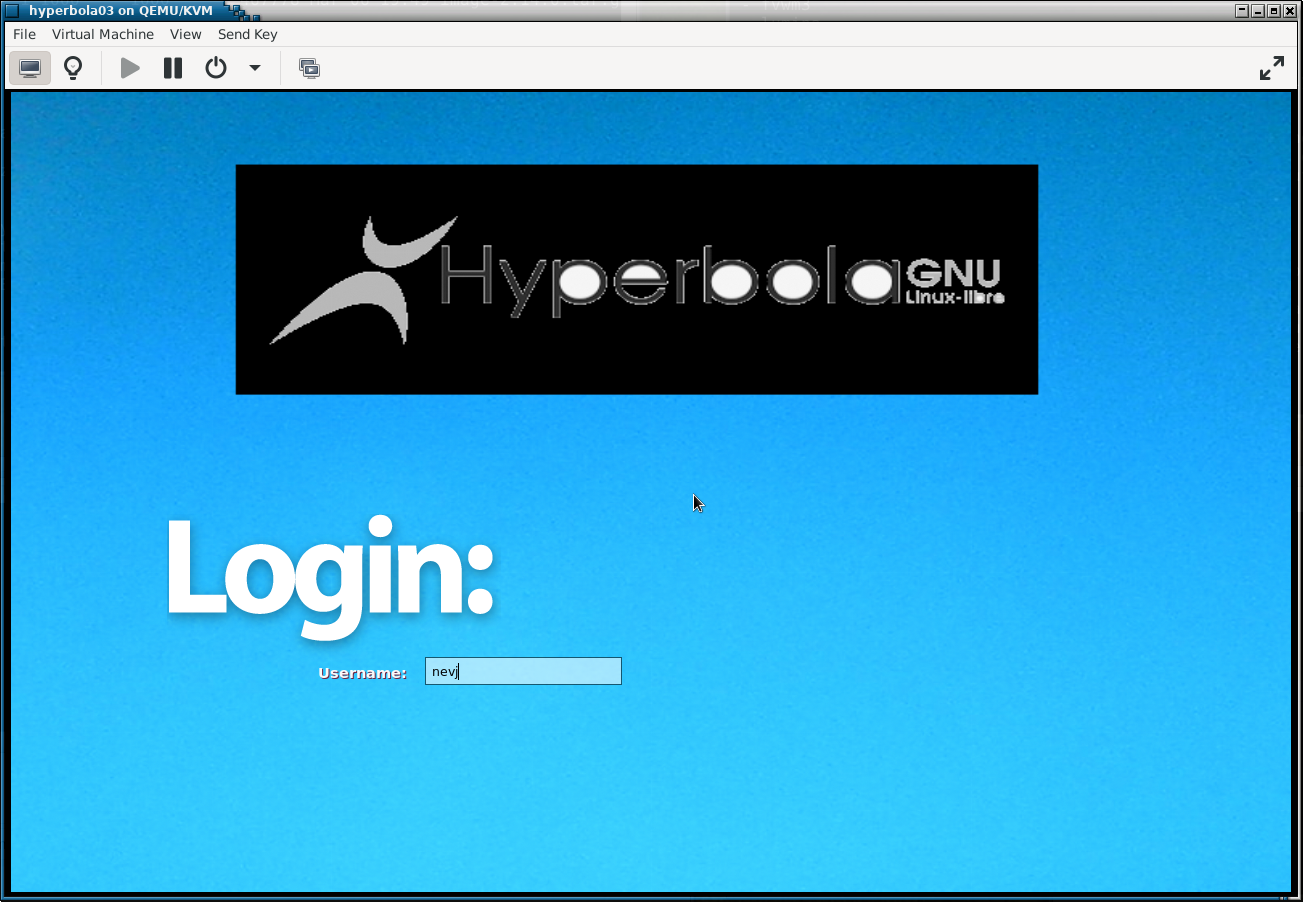 hyperbola03 on QEMU/KVM
File Virtual Machine View Send Key
Hyperbola GNU
Linux-libre
Login:
Username: nevj